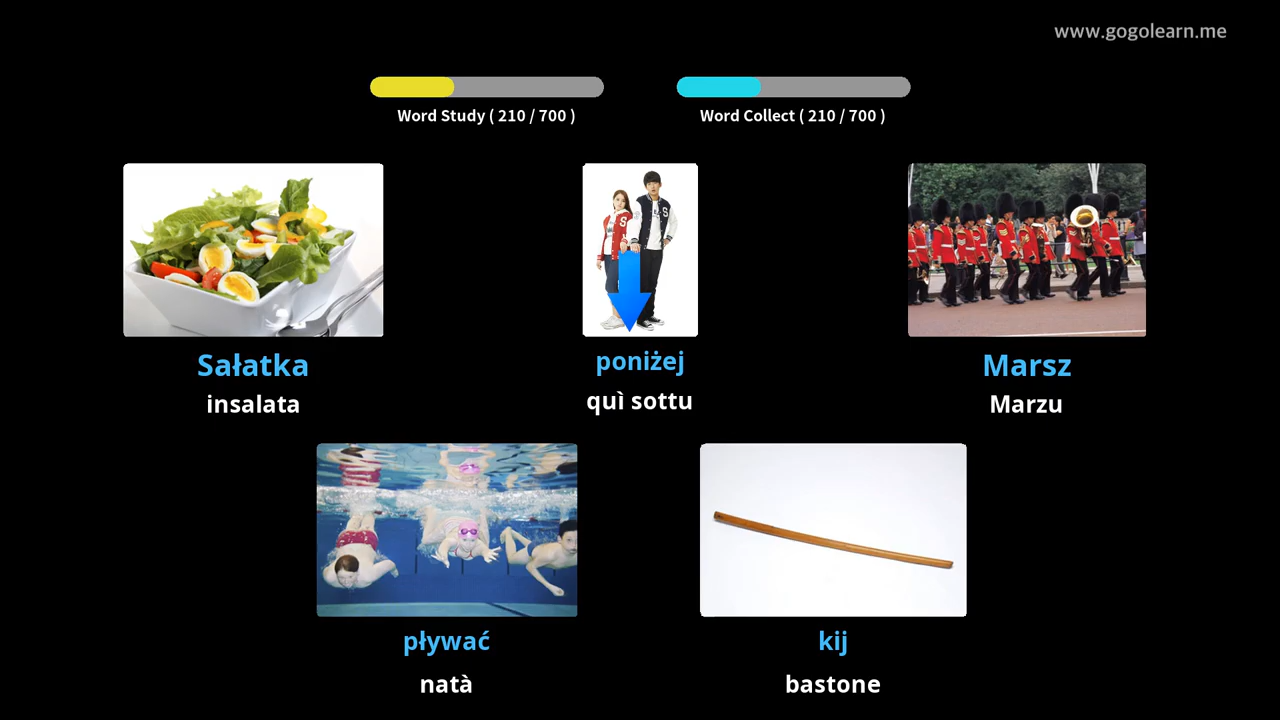 www.gogolearn.me
Word Study ( 210 / 700 )
Word Collect ( 210 / 700 )
S
S
Sałatka
insalata
poniżej
quì sottu
Marsz
Marzu
pływać
natà
kij
bastone